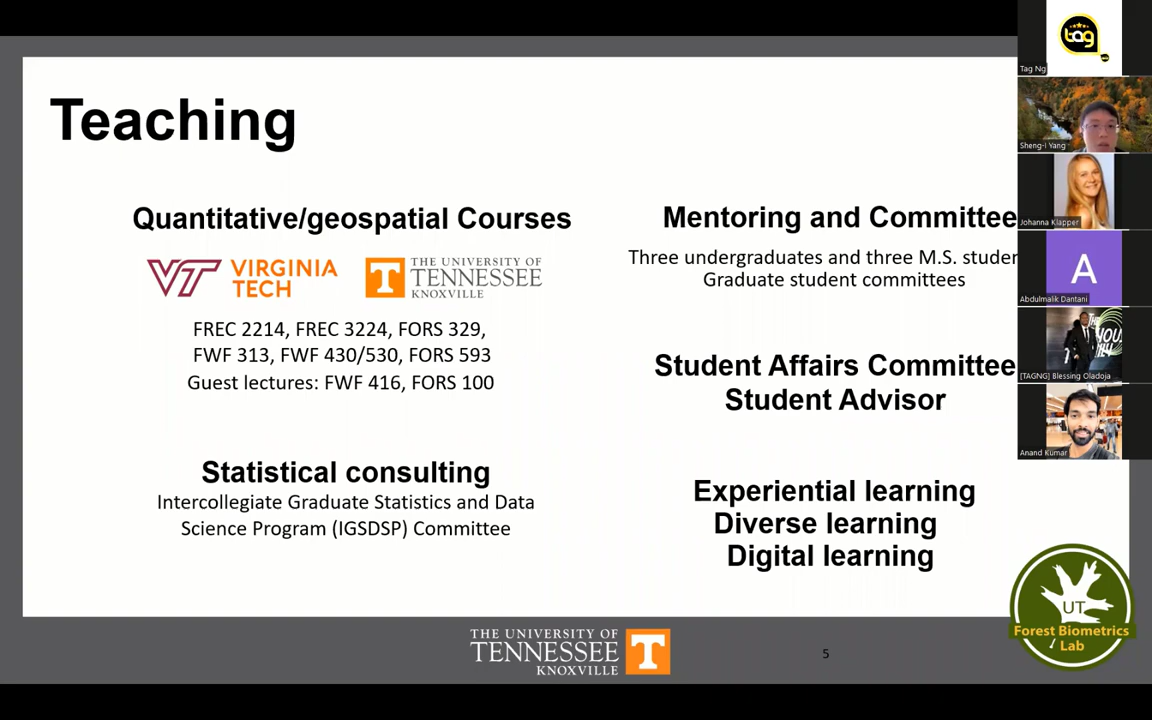 Teaching
Quantitative/geospatial Courses
VT VIRGINIA TECH
T THE UNIVERSITY OF TENNESSEE KNOXVILLE
FREC 2214, FREC 3224, FORS 329,
FWF 313, FWF 430/530, FORS 593
Guest lectures: FWF 416, FORS 100
Statistical consulting
Intercollegiate Graduate Statistics and Data
Science Program (IGSDSP) Committee
Mentoring and Committee
Three undergraduates and three M.S. studen
Graduate student committees
Student Affairs Committee
Student Advisor
Experiential learning
Diverse learning
Digital learning
THE UNIVERSITY OF
TENNESSEE T
KNOXVILLE
5
UT
Forest Biometrics
Lab
tag
Tag Ng
Sheng-I Yang
Johanna Klapper
A
Abdulmalik Dantani
[TAGNG] Blessing Oladoja
Anand Kumar